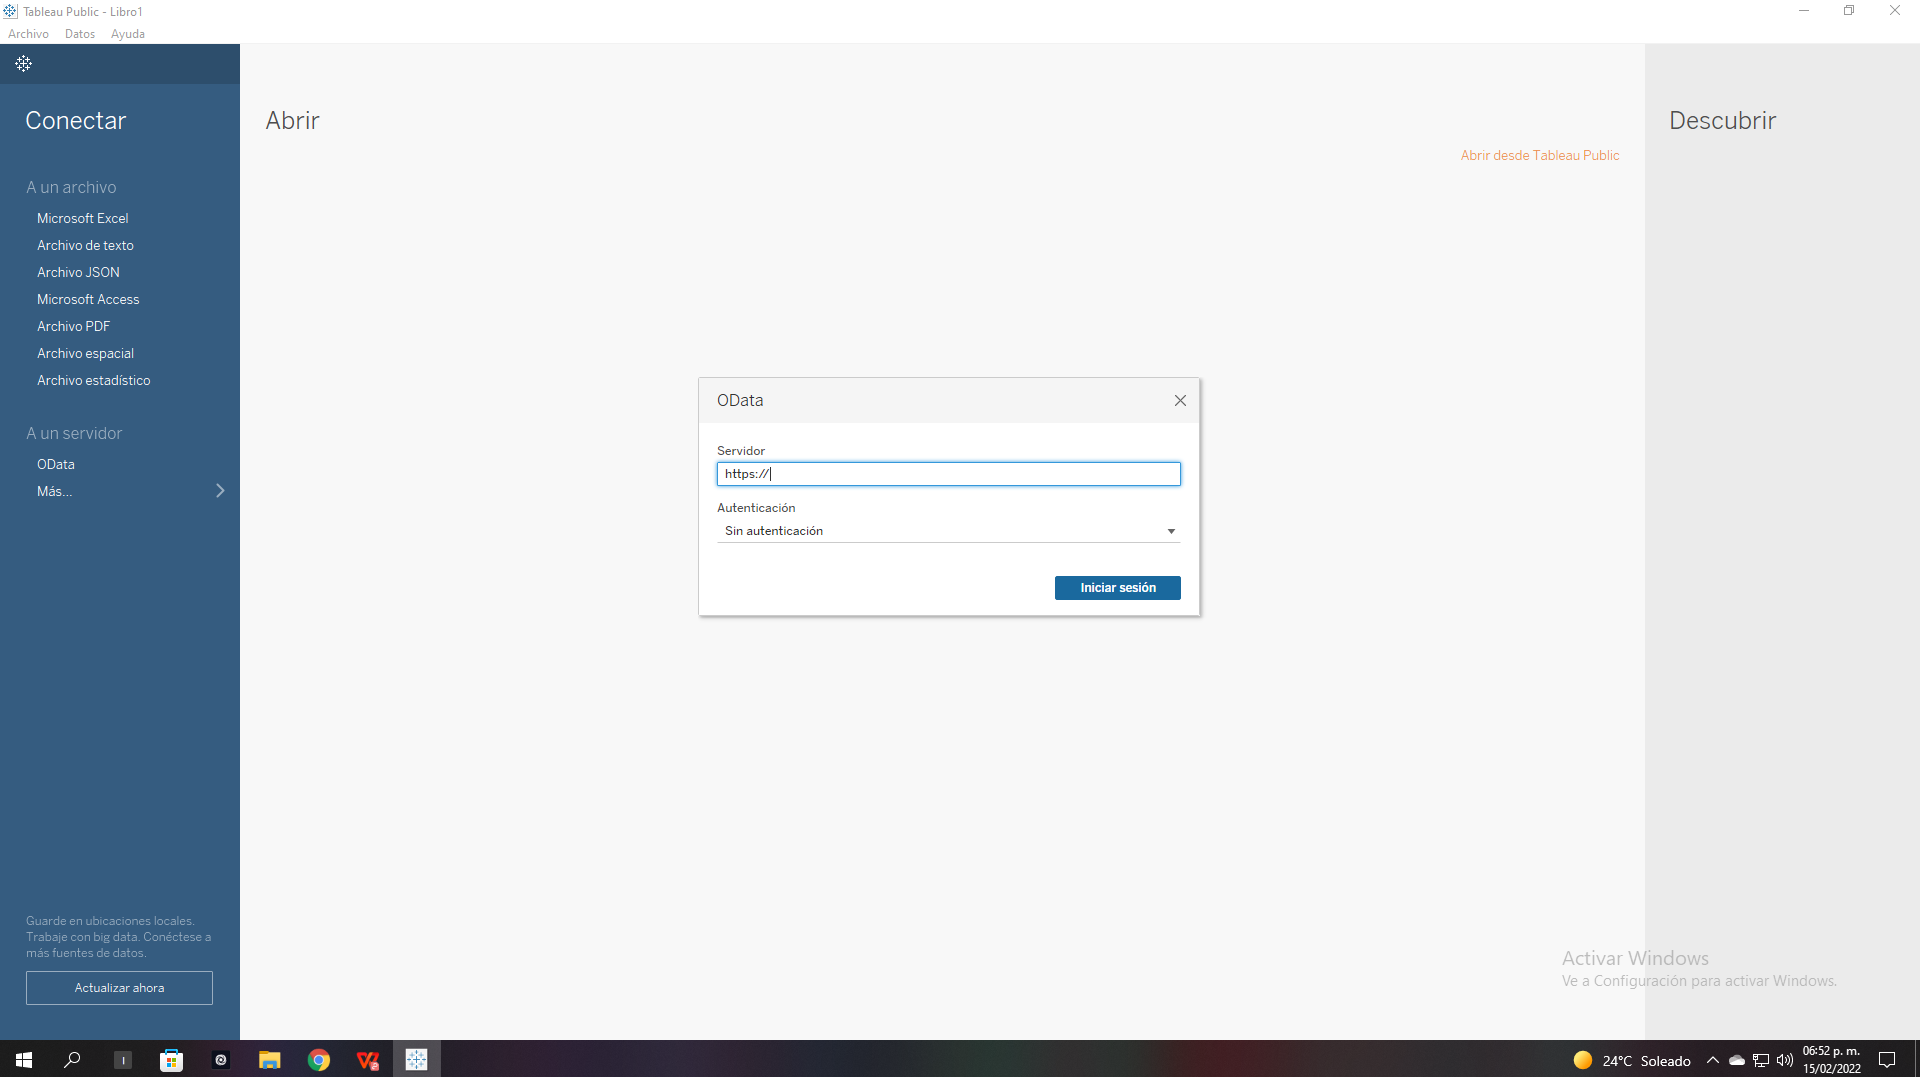 Tableau Public - Libro1
Archivo Datos Ayuda
Conectar
A un archivo
Microsoft Excel
Archivo de texto
Archivo JSON
Microsoft Access
Archivo PDF
Archivo espacial
Archivo estadístico
A un servidor
OData
Más...
Guarde en ubicaciones locales.
Trabaje con big data. Conéctese a
más fuentes de datos.
Actualizar ahora
Abrir
Abrir desde Tableau Public
OData
Servidor
https://
Autenticación
Sin autenticación
Iniciar sesión
Descubrir
Activar Windows
Ve a Configuración para activar Windows.
24°C Soleado
06:52 p. m.
15/02/2022